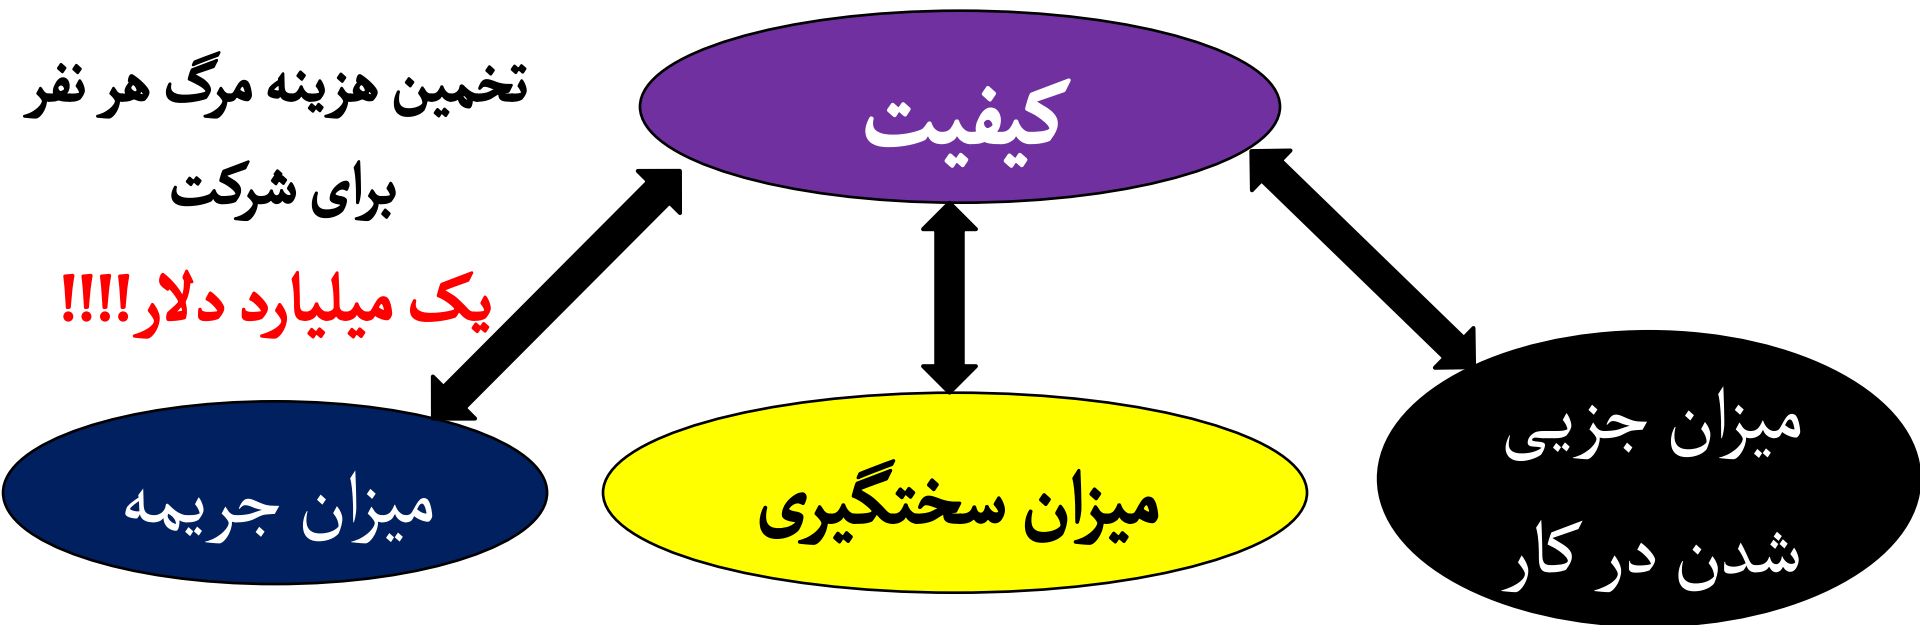 تخمین هزینه مرگ هر نفر
برای شرکت
یک میلیارد دلار!!!!
کیفیت
میزان جزیی
شدن در کار
میزان سختگیری
میزان جریمه